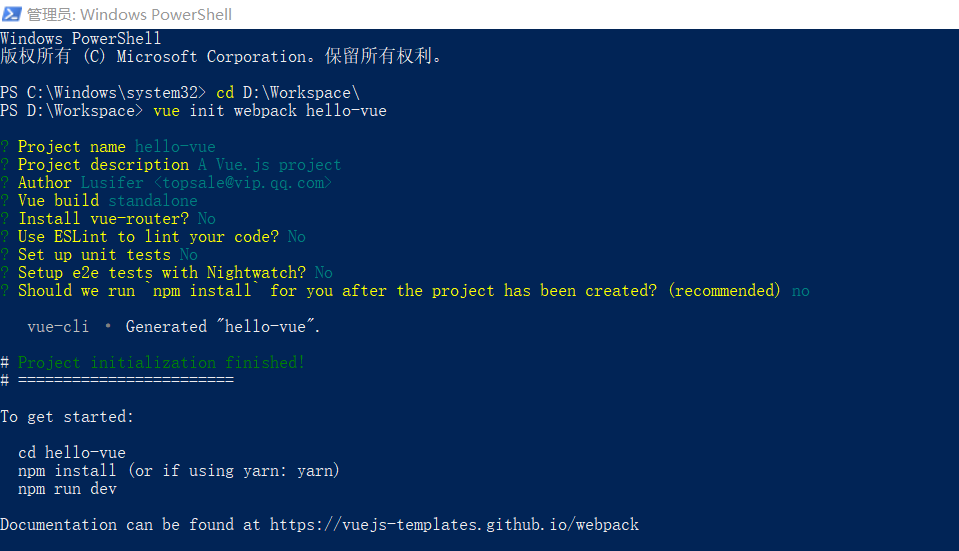 管理员: Windows PowerShell
Windows PowerShell
版权所有 (C) Microsoft Corporation。保留所有权利。
PS C:\Windows\system32> cd D:\Workspace\
PS D:\Workspace> vue init webpack hello-vue
? Project name hello-vue
? Project description A Vue.js project
? Author Lusifer <topsale@vip.qq.com>
? Vue build standalone
? Install vue-router? No
? Use ESLint to lint your code? No
? Set up unit tests No
? Setup e2e tests with Nightwatch? No
? Should we run `npm install` for you after the project has been created? (recommended) no
vue-cli · Generated "hello-vue".
# Project initialization finished!
# ========================
To get started:
cd hello-vue
npm install (or if using yarn: yarn)
npm run dev
Documentation can be found at https://vuejs-templates.github.io/webpack